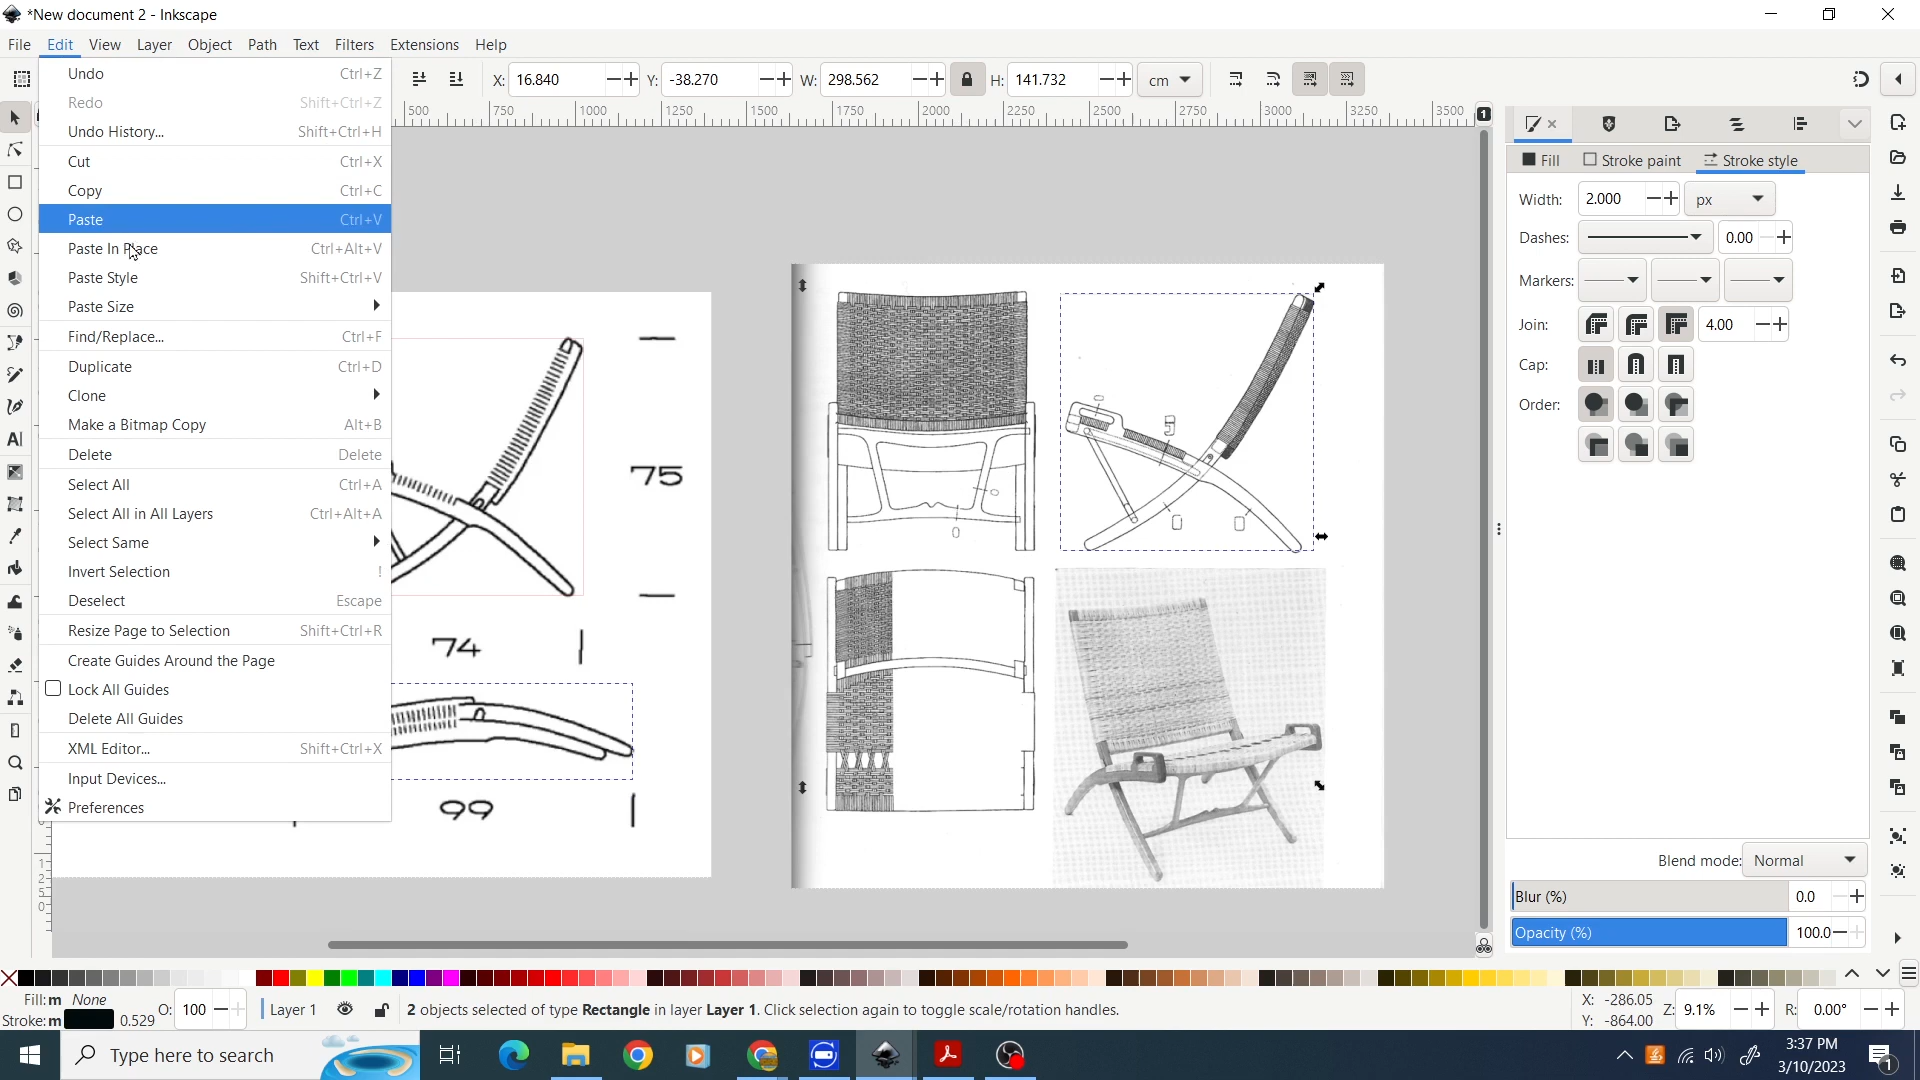 *New document 2 - Inkscape
File Edit View Layer Object Path Text Filters Extensions Help
X: 16.840 Y: -38.270 W: 298.562 H: 141.732 cm
500 750 1000 1250 1500 1750 2000 2250 2500 2750 3000 3250 3500
1
Undo Ctrl+Z
Redo Shift+Ctrl+Z
Undo History... Shift+Ctrl+H
Cut Ctrl+X
Copy Ctrl+C
Paste Ctrl+V
Paste In Place Ctrl+Alt+V
Paste Style Shift+Ctrl+V
Paste Size
Find/Replace... Ctrl+F
Duplicate Ctrl+D
Clone
Make a Bitmap Copy Alt+B
Delete Delete
Select All Ctrl+A
Select All in All Layers Ctrl+Alt+A
Select Same
Invert Selection !
Deselect Escape
Resize Page to Selection Shift+Ctrl+R
Create Guides Around the Page
Lock All Guides
Delete All Guides
XML Editor... Shift+Ctrl+X
Input Devices...
Preferences
75
74
99
Fill Stroke paint Stroke style
Width: 2.000 px
Dashes: 0.00
Markers:
Join: 4.00
Cap:
Order:
Blend mode: Normal
Blur (%) 0.0
Opacity (%) 100.0
Fill: m None
Stroke: m 0.529
O: 100
Layer 1
2 objects selected of type Rectangle in layer Layer 1. Click selection again to toggle scale/rotation handles.
X: -286.05
Y: -864.00
Z: 9.1%
R: 0.00°
Type here to search
3:37 PM
3/10/2023
1